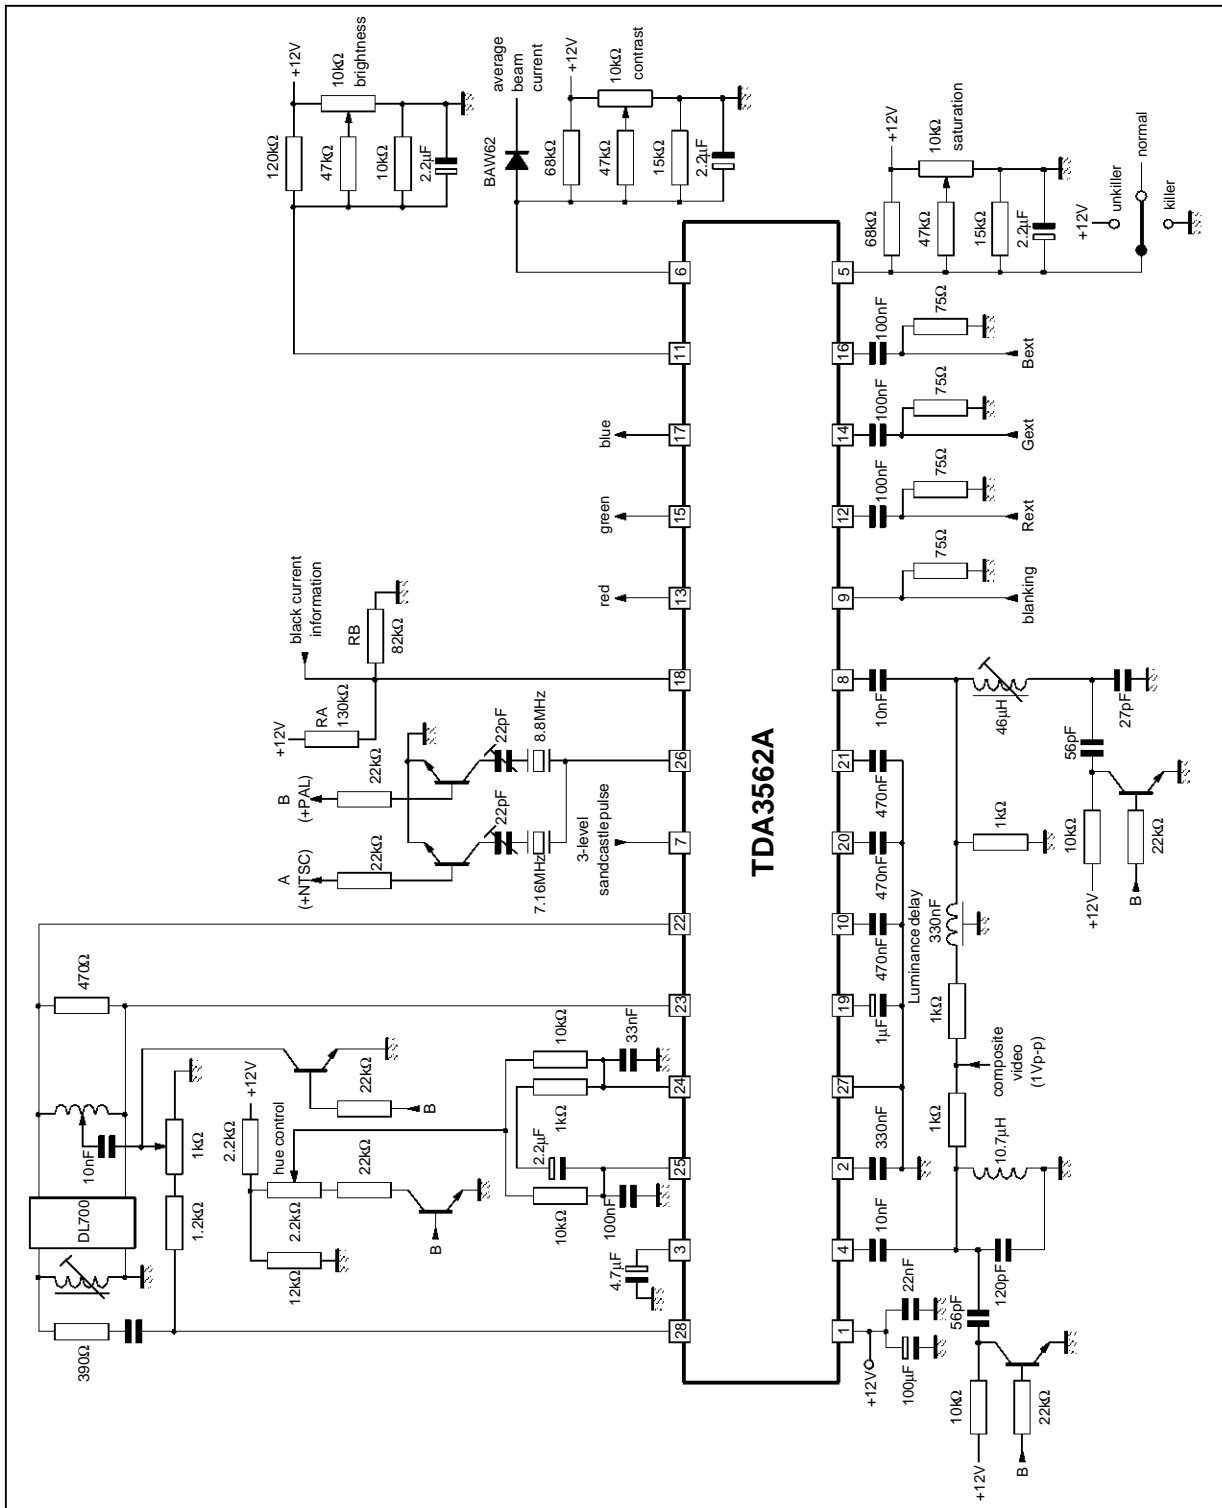 +12V
10kΩ
brightness
120kΩ
47kΩ
10kΩ
2.2µF
average
beam
current
BAW62
+12V
10kΩ
contrast
68kΩ
47kΩ
15kΩ
2.2µF
+12V
10kΩ
saturation
68kΩ
47kΩ
15kΩ
2.2µF
+12V
unkiller
normal
killer
6
5
11
16
100nF
75Ω
Bext
blue
17
14
100nF
75Ω
Gext
green
15
12
100nF
75Ω
Rext
red
13
9
75Ω
blanking
black current
information
RB
82kΩ
+12V
RA
130kΩ
18
8
10nF
46µH
27pF
56pF
10kΩ
+12V
22kΩ
B
B
(+PAL)
22kΩ
22pF
8.8MHz
26
21
470nF
A
(+NTSC)
22kΩ
22pF
7.16MHz
3-level
sandcastle pulse
7
20
470nF
1kΩ
TDA3562A
22
10
470nF
Luminance delay
330nF
470Ω
23
19
1µF
1kΩ
10kΩ
33nF
1kΩ
24
27
composite
video
(1Vp-p)
22kΩ
B
+12V
2.2kΩ
hue control
2.2kΩ
22kΩ
B
12kΩ
2.2µF
10kΩ
100nF
25
2
330nF
1kΩ
10.7µH
10nF
1kΩ
1.2kΩ
DL700
390Ω
4.7µF
3
4
10nF
120pF
56pF
28
1
22nF
100µF
+12V
10kΩ
+12V
22kΩ
B